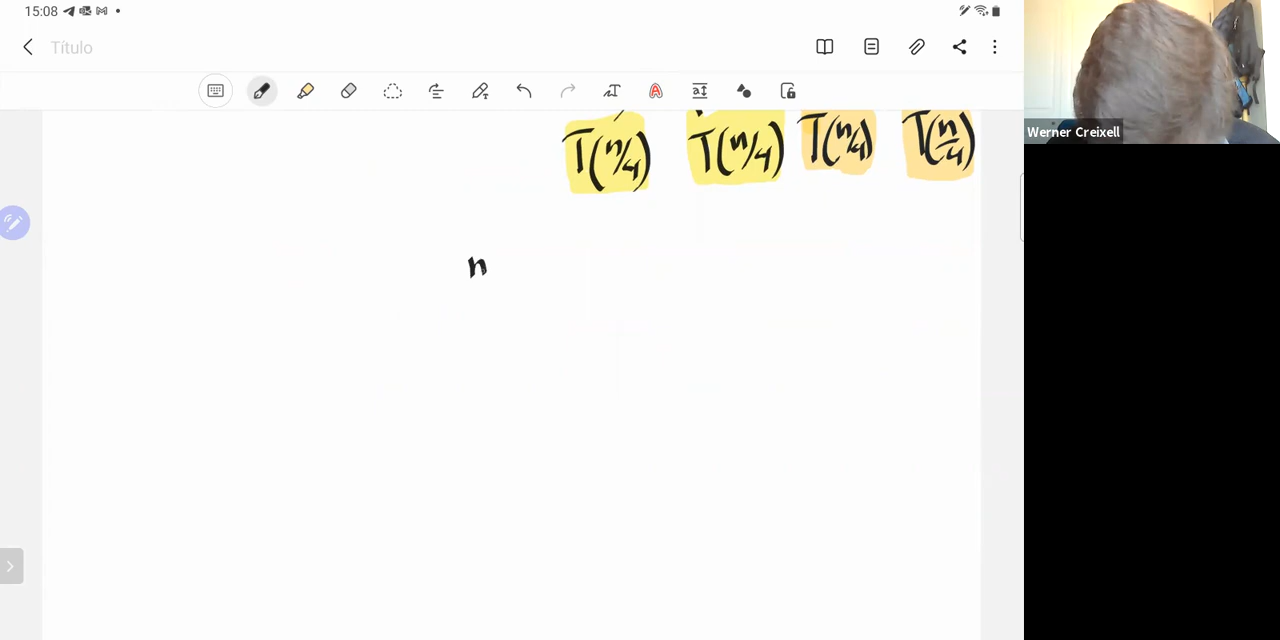 15:08
Título
T(n/4) T(n/4) T(n/4) T(n/4)
n
Werner Creixell